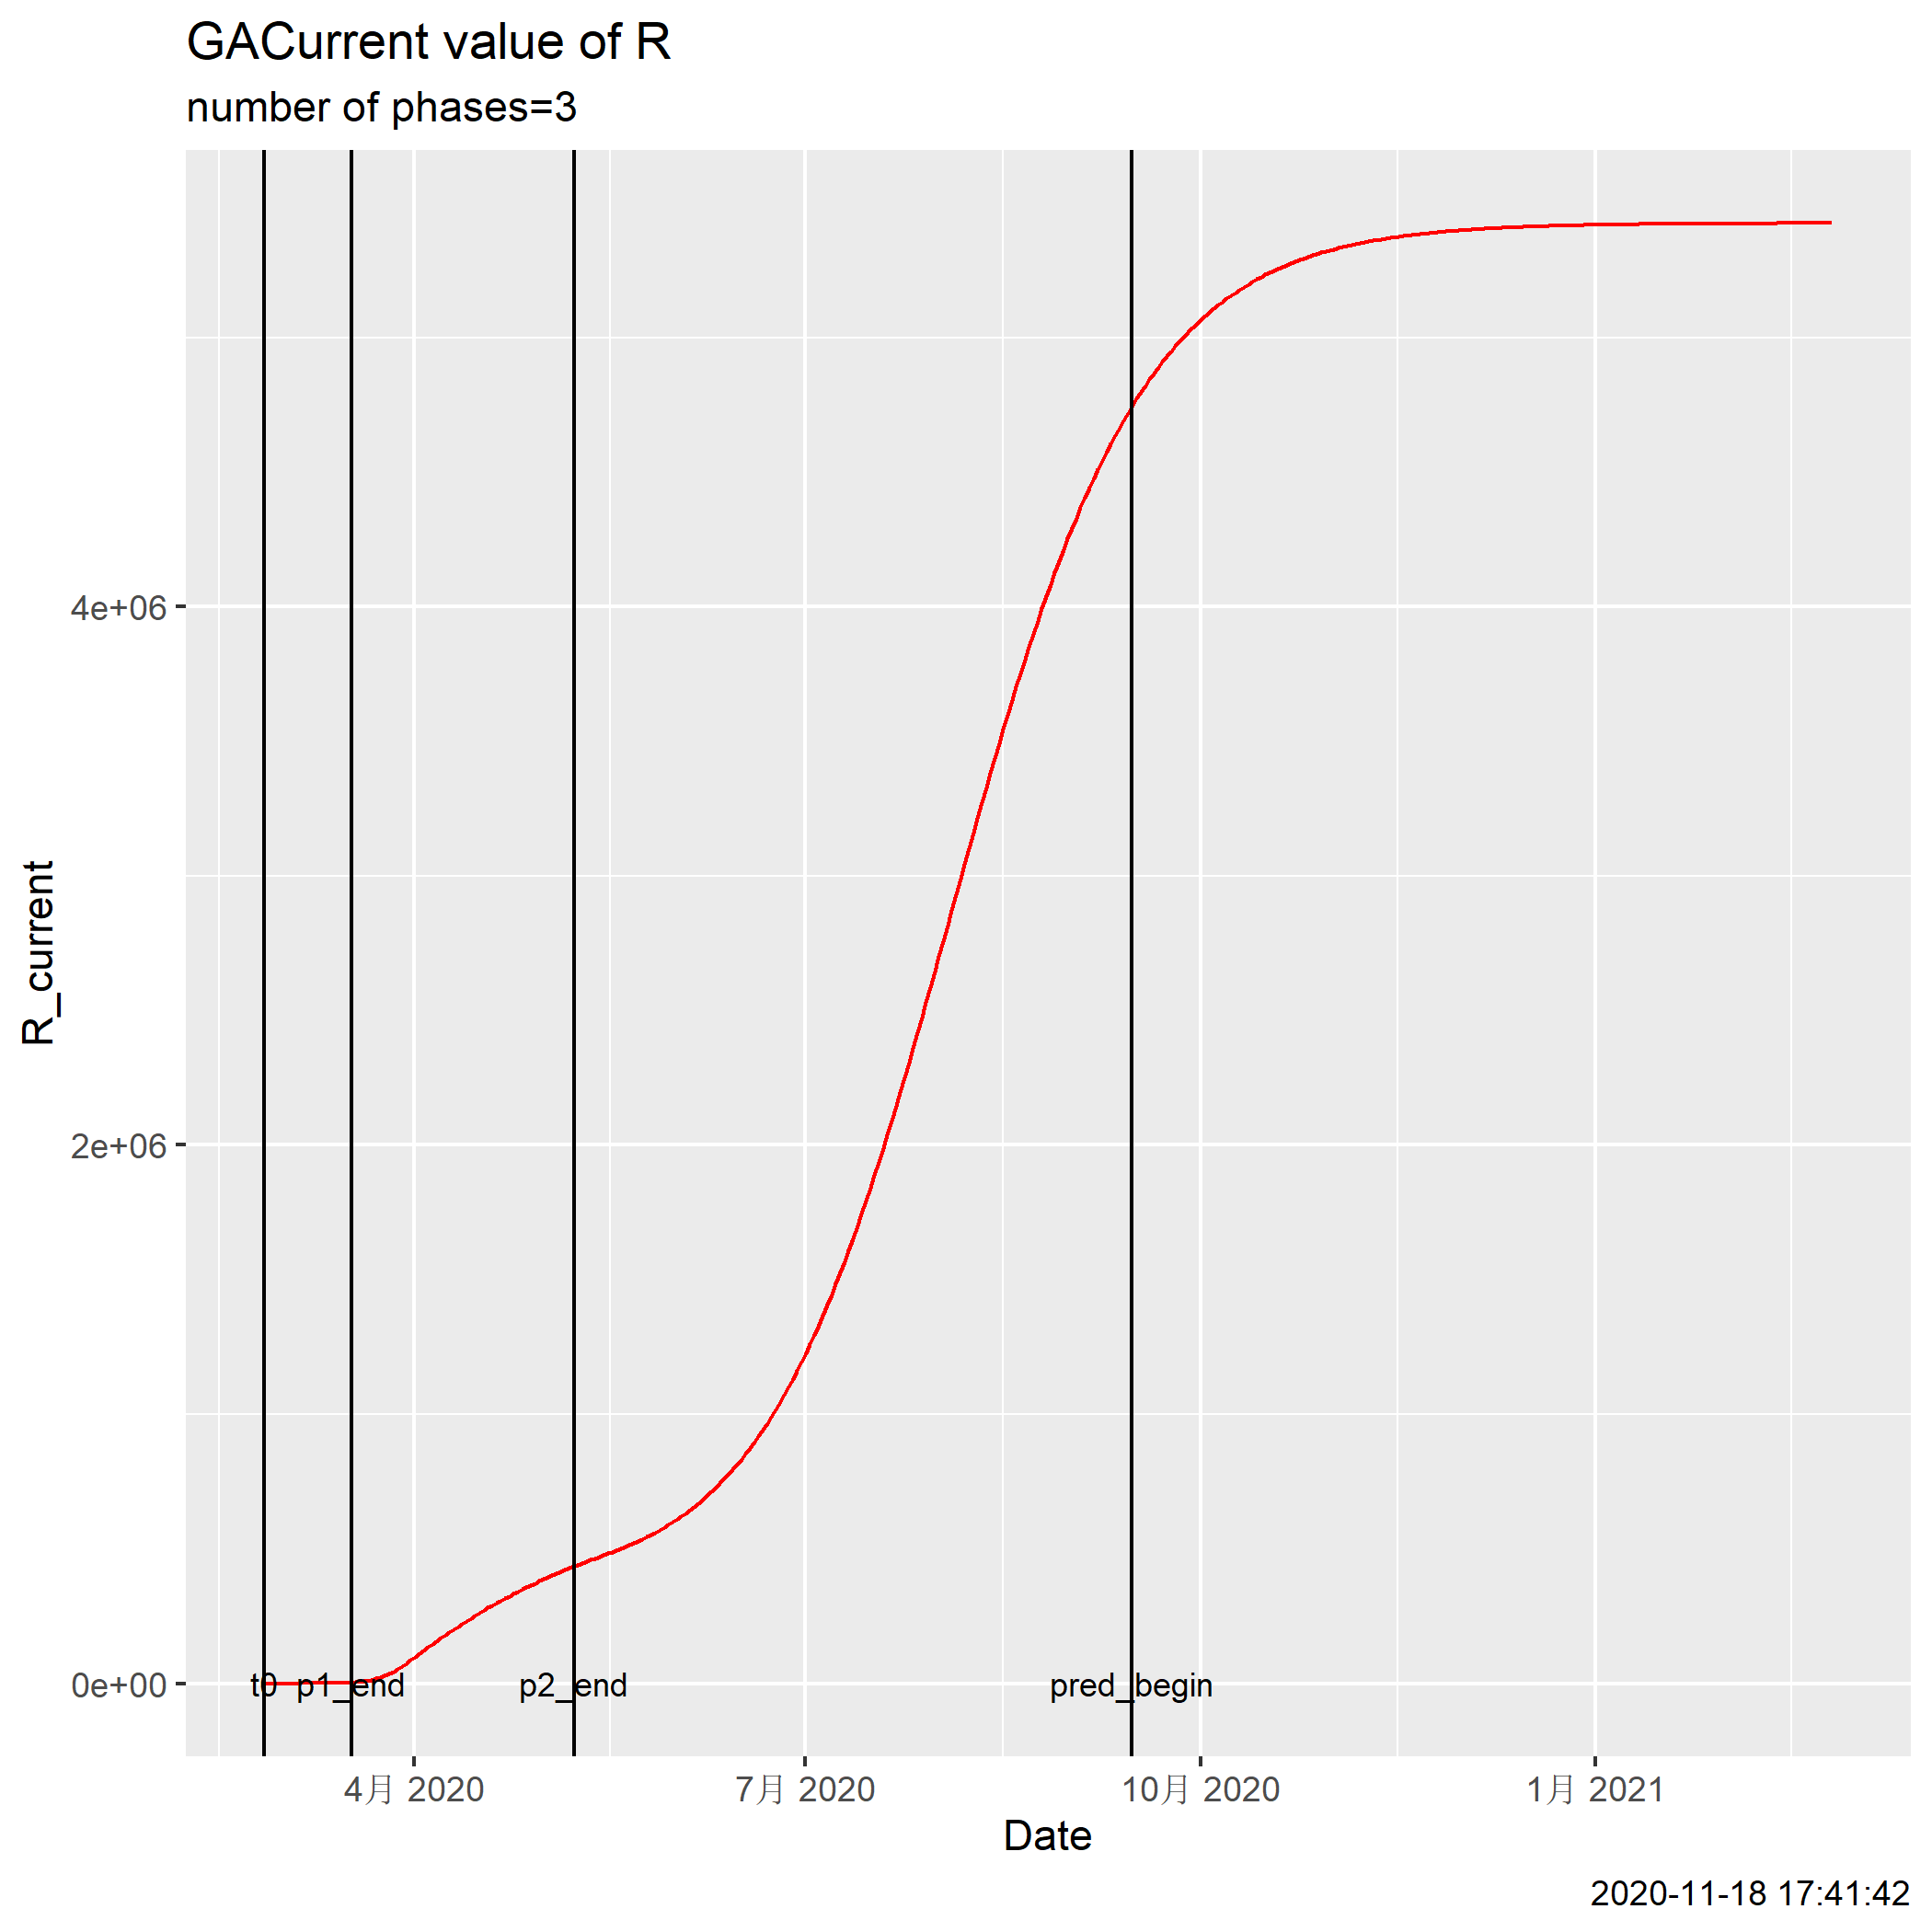 GACurrent value of R
number of phases=3
R_current
4e+06
2e+06
0e+00
t0 p1_end p2_end pred_begin
4月 2020 7月 2020 10月 2020 1月 2021
Date
2020-11-18 17:41:42